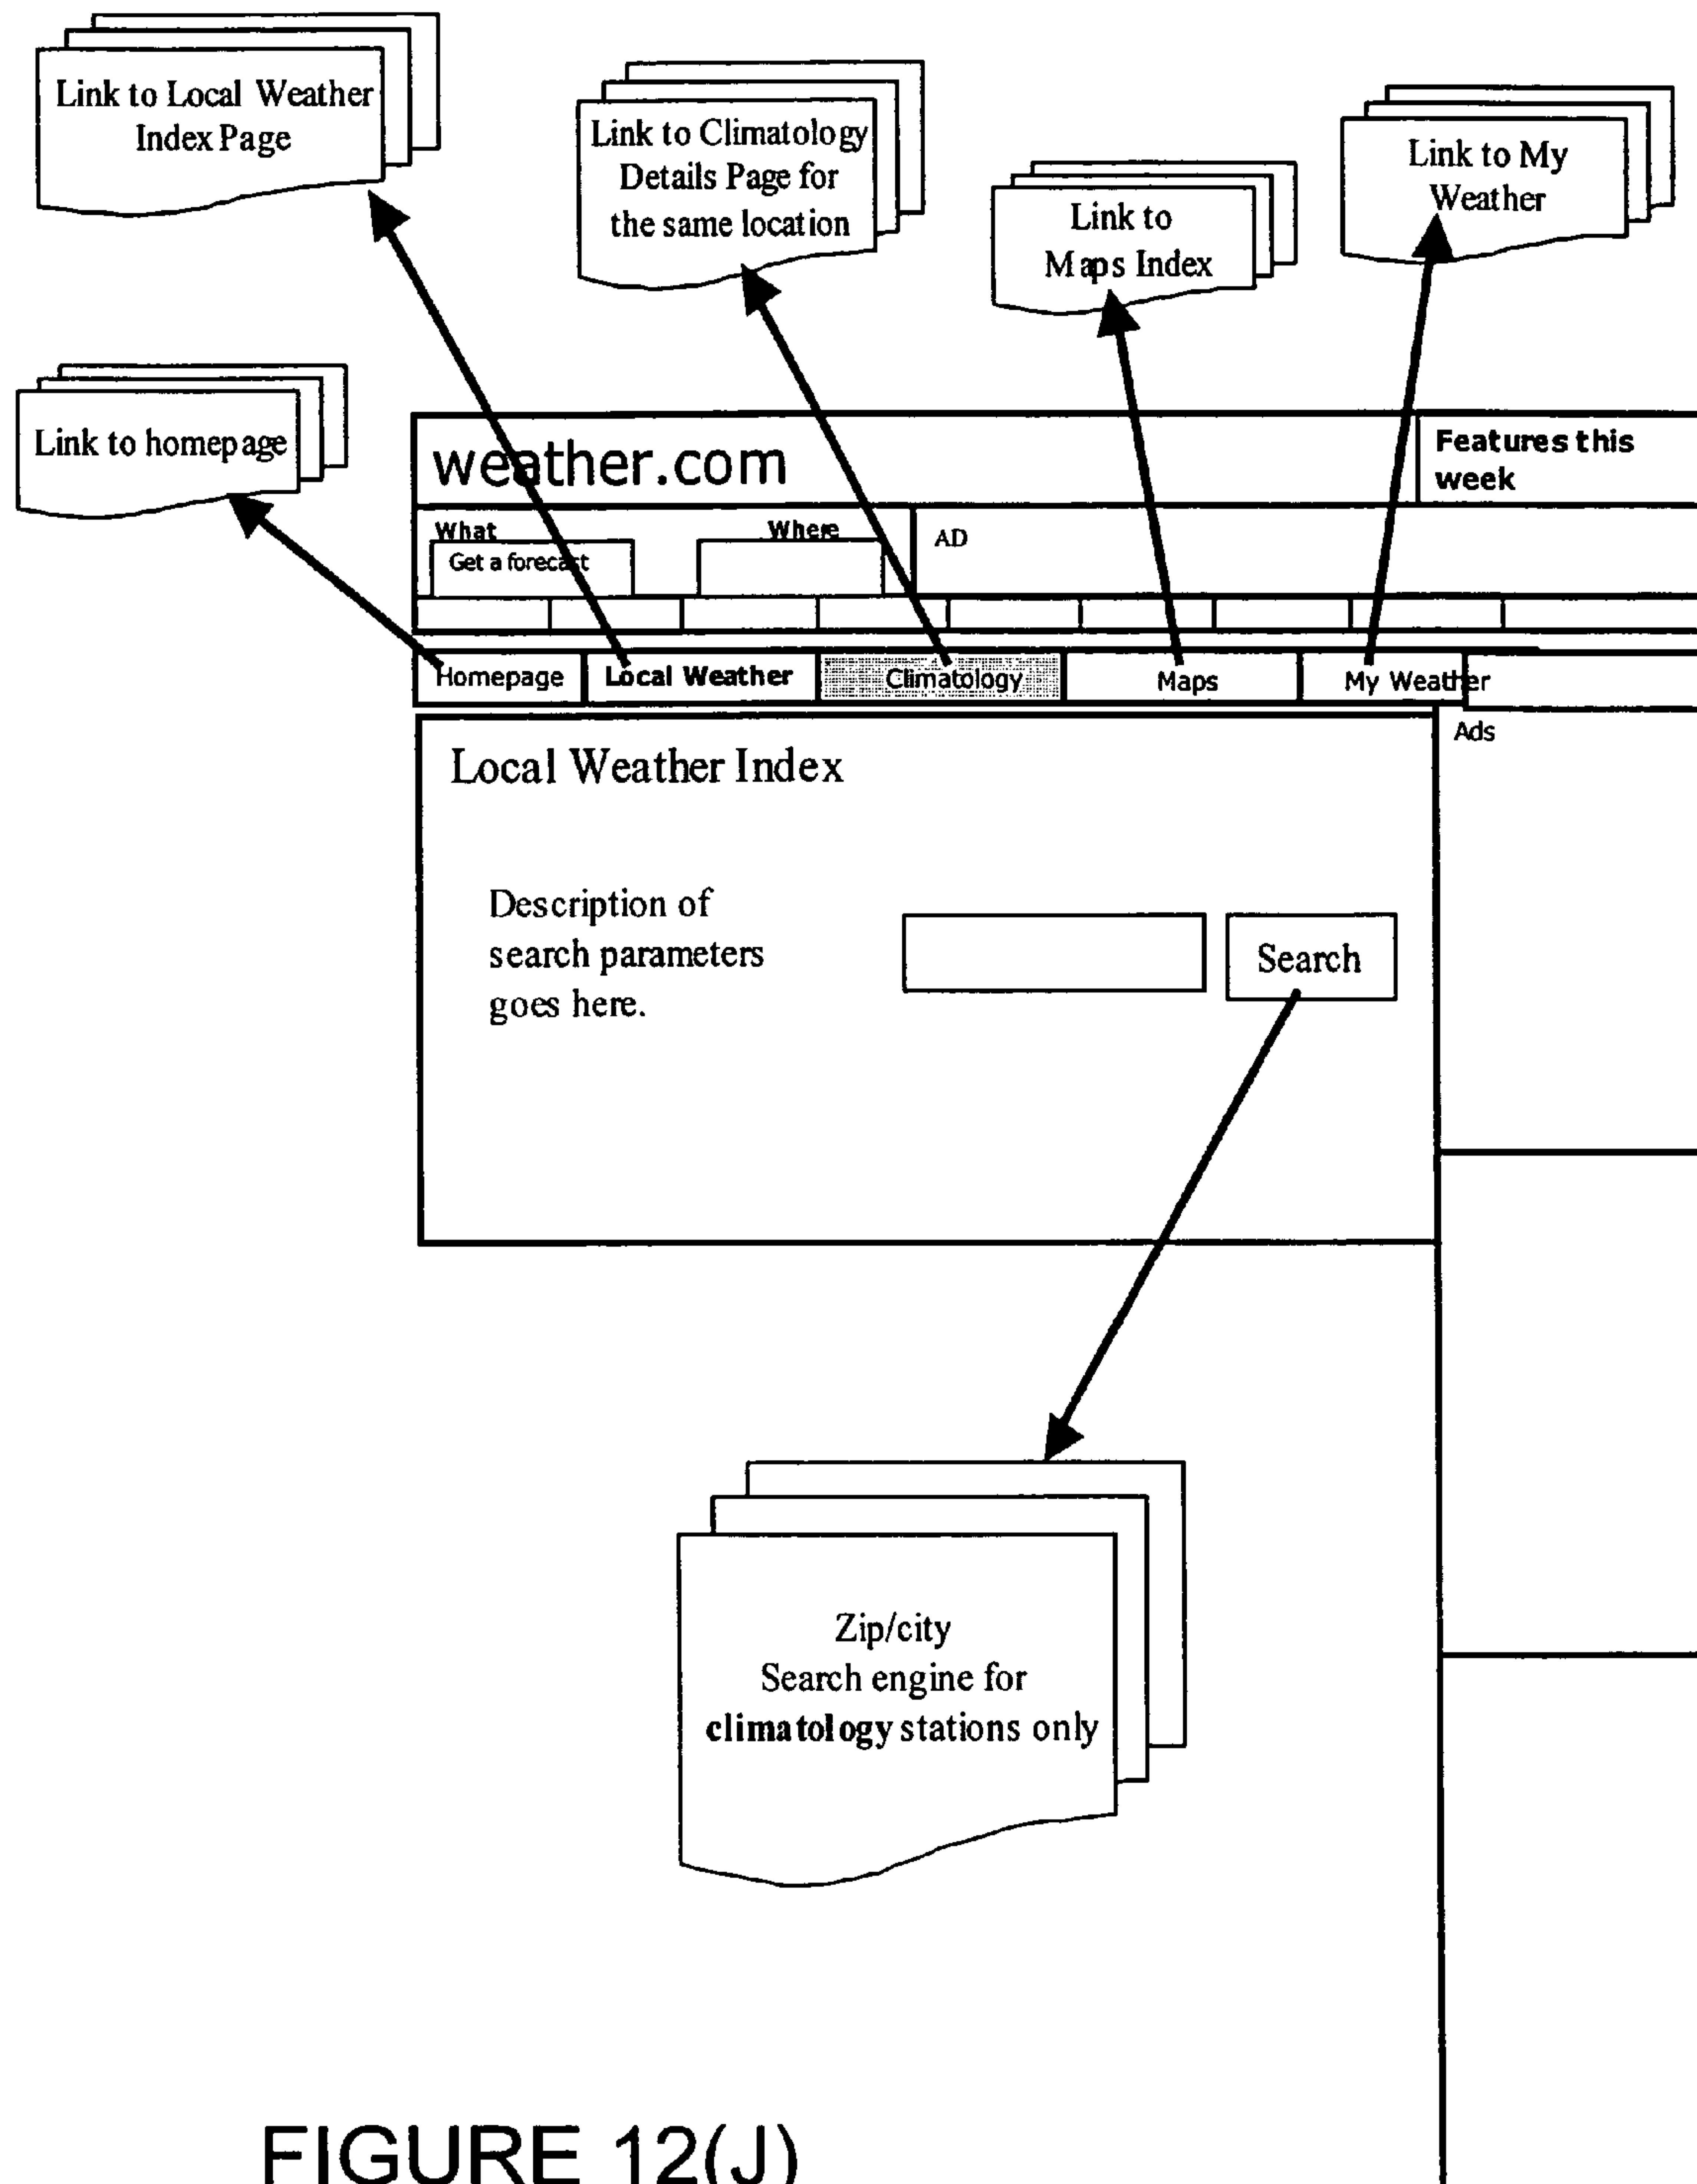 Link to Local Weather
Index Page
Link to Climatology
Details Page for
the same location
Link to
Maps Index
Link to My
Weather
Link to homepage
weather.com
Features this
week
What
Where
Get a forecast
AD
Homepage
Local Weather
Climatology
Maps
My Weather
Ads
Local Weather Index
Description of
search parameters
goes here.
Search
Zip/city
Search engine for
climatology stations only
FIGURE 12(J)